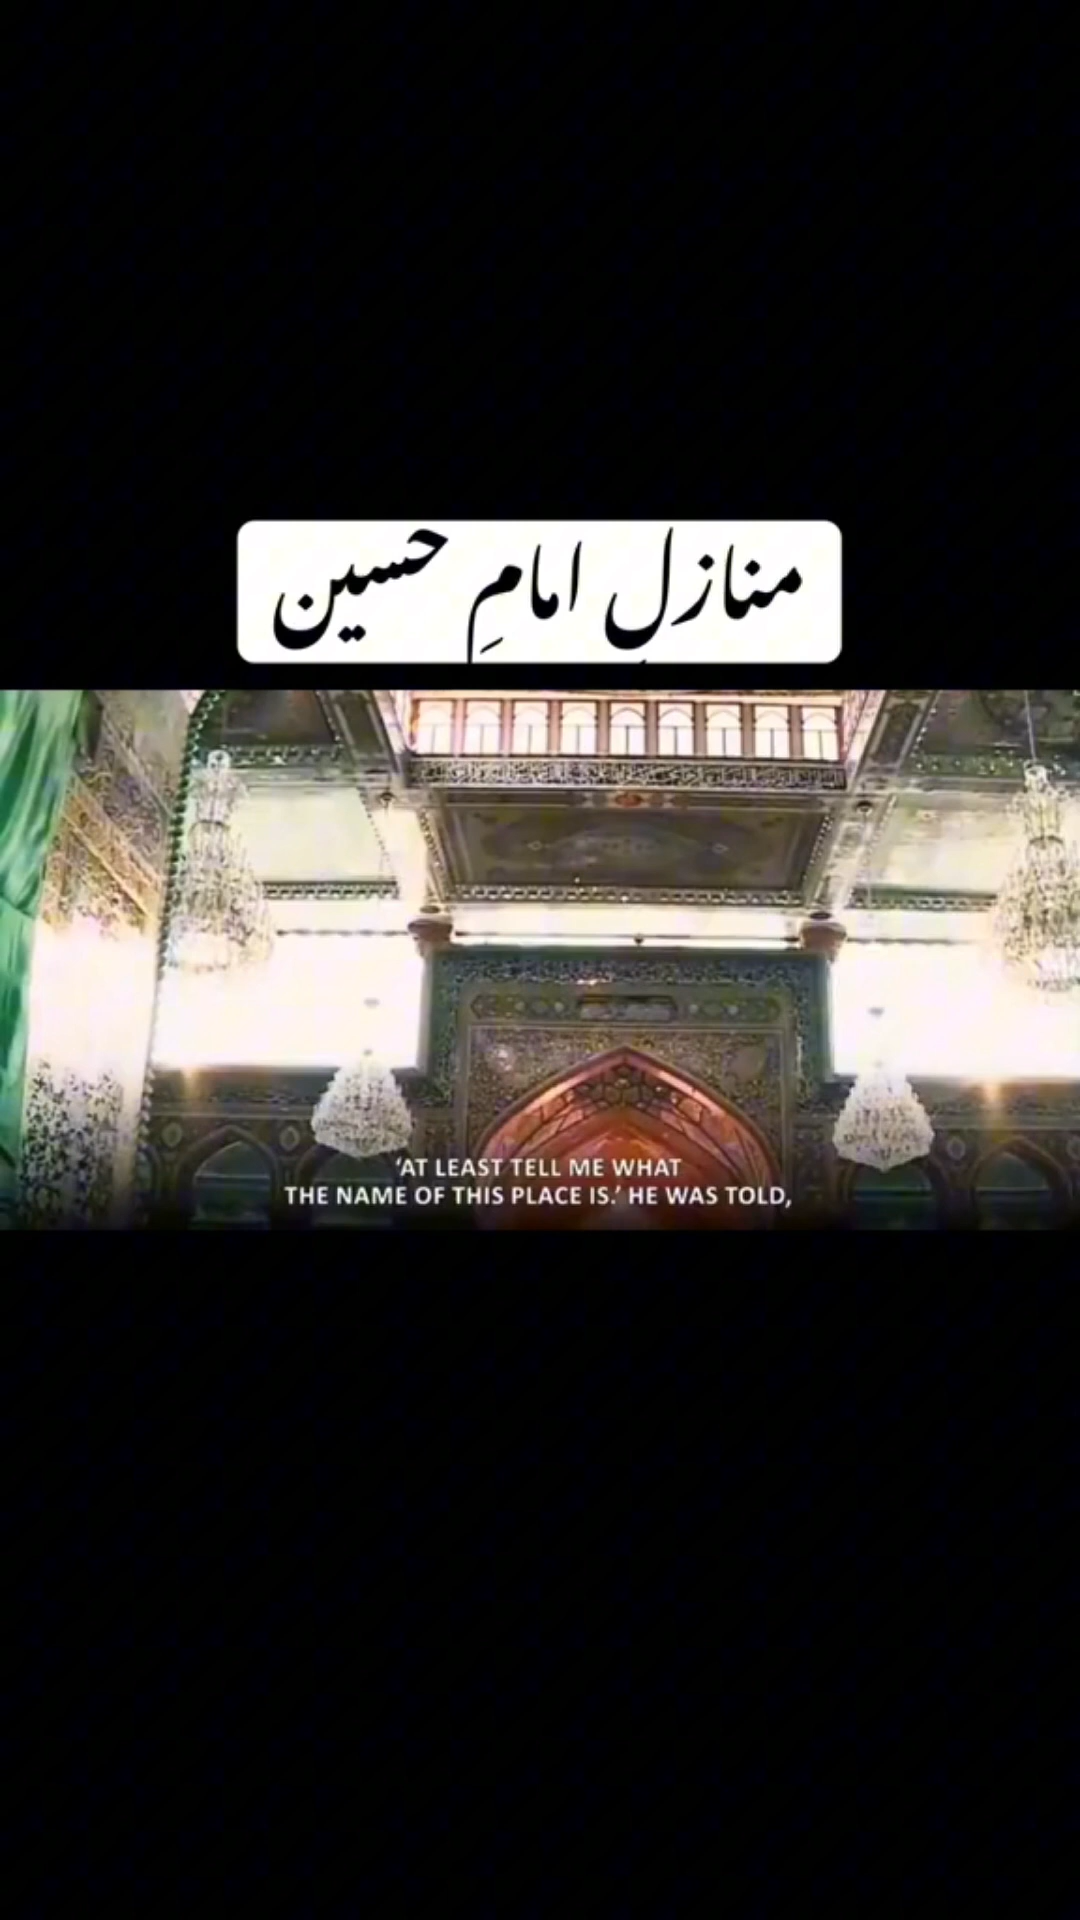 منازلِ امامِ حسین
‘AT LEAST TELL ME WHAT
THE NAME OF THIS PLACE IS.’ HE WAS TOLD,